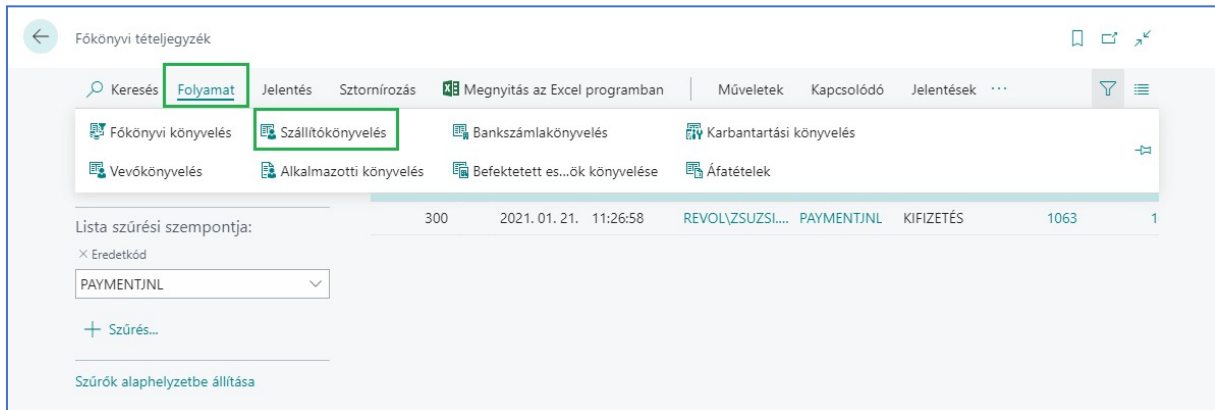 Főkönyvi tételjegyzék
Keresés Folyamat Jelentés Sztornírozás Megnyitás az Excel programban Műveletek Kapcsolódó Jelentések ...
Főkönyvi könyvelés Szállítókönyvelés Bankszámlakönyvelés Karbantartási könyvelés
Vevőkönyvelés Alkalmazotti könyvelés Befektetett es...ök könyvelése Áfatételek
300 2021. 01. 21. 11:26:58 REVOL\ZSUZSI.... PAYMENTJNL KIFIZETÉS 1063 1
Lista szűrési szempontja:
× Eredetkód
PAYMENTJNL
+ Szűrés...
Szűrők alaphelyzetbe állítása